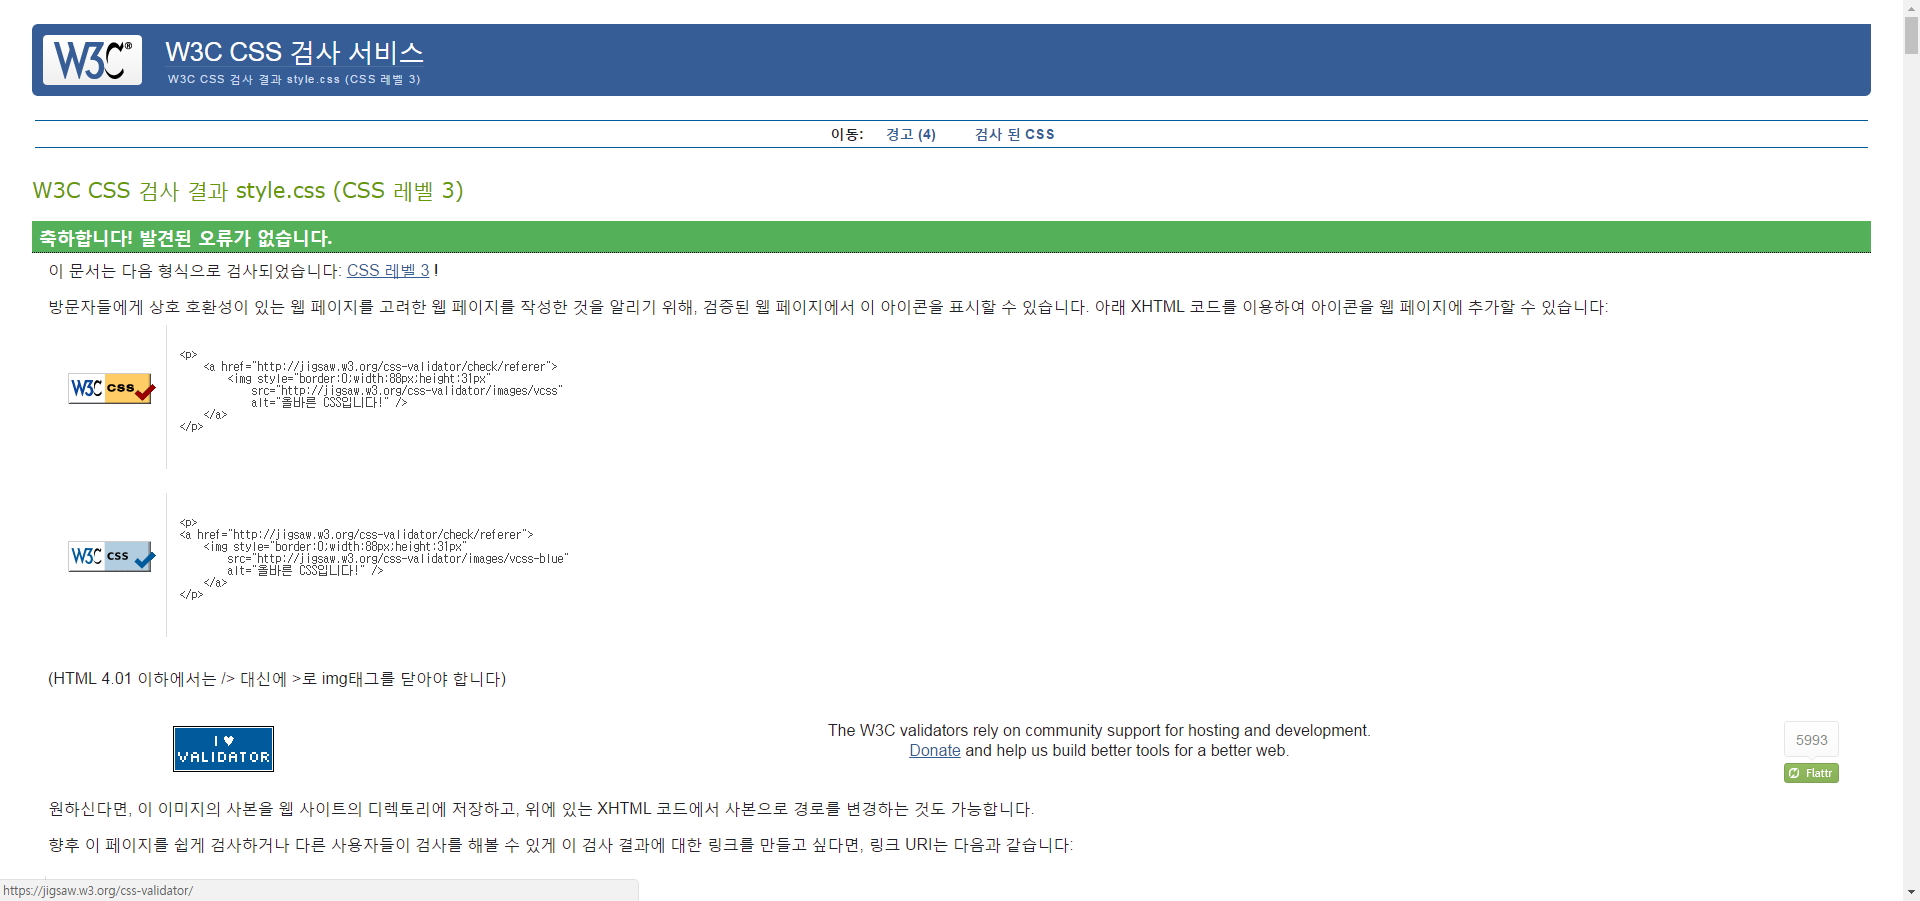 W3C®
W3C CSS 검사 서비스
W3C CSS 검사 결과 style.css (CSS 레벨 3)
이동: 경고 (4) 검사 된 CSS
W3C CSS 검사 결과 style.css (CSS 레벨 3)
축하합니다! 발견된 오류가 없습니다.
이 문서는 다음 형식으로 검사되었습니다: CSS 레벨 3 !
방문자들에게 상호 호환성이 있는 웹 페이지를 고려한 웹 페이지를 작성한 것을 알리기 위해, 검증된 웹 페이지에서 이 아이콘을 표시할 수 있습니다. 아래 XHTML 코드를 이용하여 아이콘을 웹 페이지에 추가할 수 있습니다:
W3C css
<p>
<a href="http://jigsaw.w3.org/css-validator/check/referer">
<img style="border:0;width:88px;height:31px"
src="http://jigsaw.w3.org/css-validator/images/vcss"
alt="올바른 CSS입니다!" />
</a>
</p>
W3C css
<p>
<a href="http://jigsaw.w3.org/css-validator/check/referer">
<img style="border:0;width:88px;height:31px"
src="http://jigsaw.w3.org/css-validator/images/vcss-blue"
alt="올바른 CSS입니다!" />
</a>
</p>
(HTML 4.01 이하에서는 /> 대신에 >로 img태그를 닫아야 합니다)
I ♥
VALIDATOR
The W3C validators rely on community support for hosting and development.
Donate and help us build better tools for a better web.
5993
Flattr
원하신다면, 이 이미지의 사본을 웹 사이트의 디렉토리에 저장하고, 위에 있는 XHTML 코드에서 사본으로 경로를 변경하는 것도 가능합니다.
향후 이 페이지를 쉽게 검사하거나 다른 사용자들이 검사를 해볼 수 있게 이 검사 결과에 대한 링크를 만들고 싶다면, 링크 URI는 다음과 같습니다:
https://jigsaw.w3.org/css-validator/